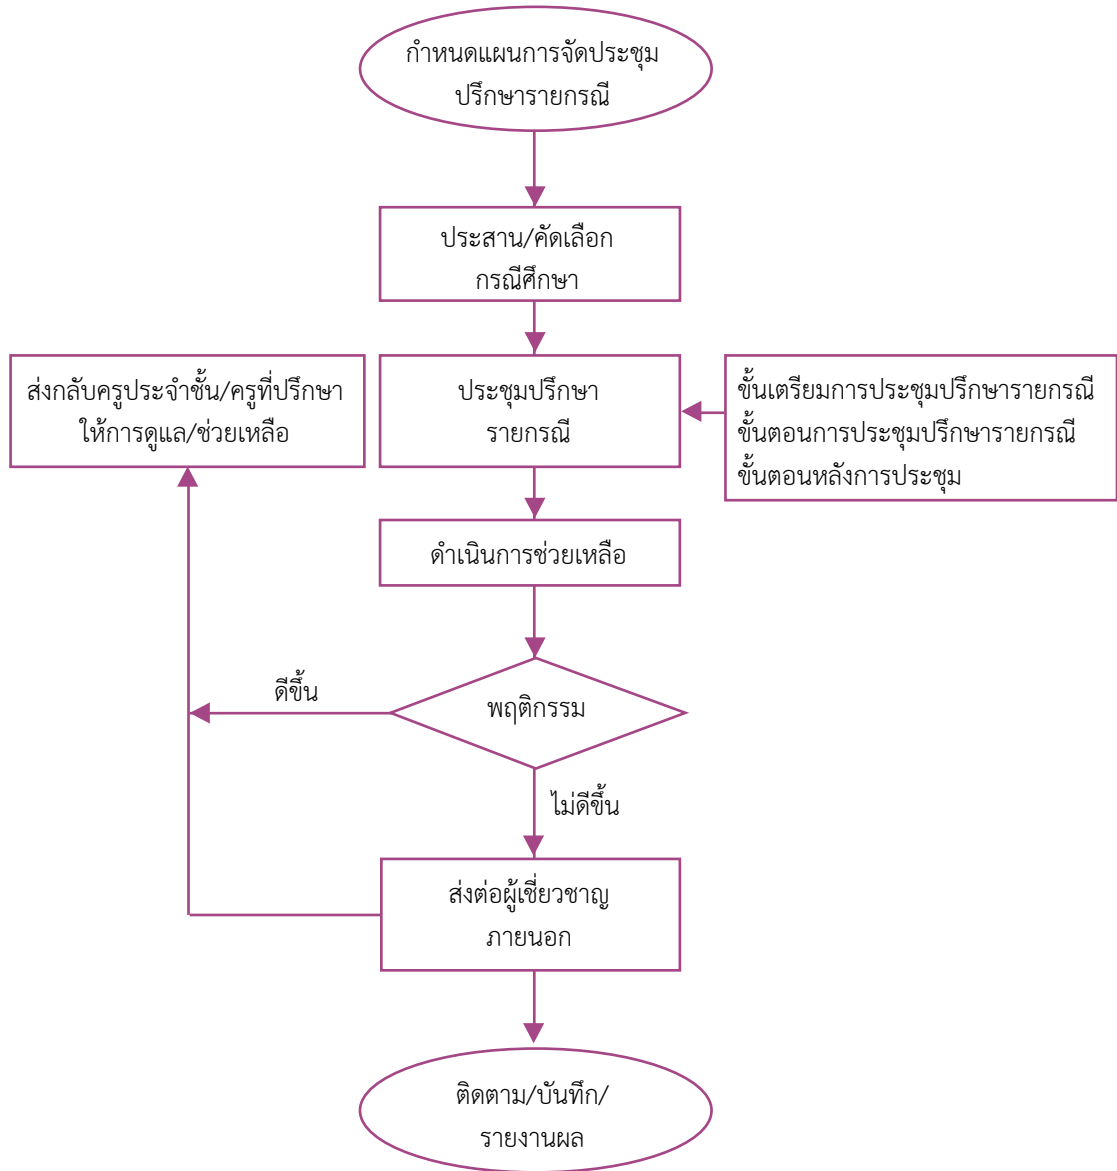 กำหนดแผนการจัดประชุม
ปรึกษารายกรณี
ประสาน/คัดเลือก
กรณีศึกษา
ส่งกลับครูประจำชั้น/ครูที่ปรึกษา
ให้การดูแล/ช่วยเหลือ
ประชุมปรึกษา
รายกรณี
ขั้นเตรียมการประชุมปรึกษารายกรณี
ขั้นตอนการประชุมปรึกษารายกรณี
ขั้นตอนหลังการประชุม
ดำเนินการช่วยเหลือ
ดีขึ้น
พฤติกรรม
ไม่ดีขึ้น
ส่งต่อผู้เชี่ยวชาญ
ภายนอก
ติดตาม/บันทึก/
รายงานผล